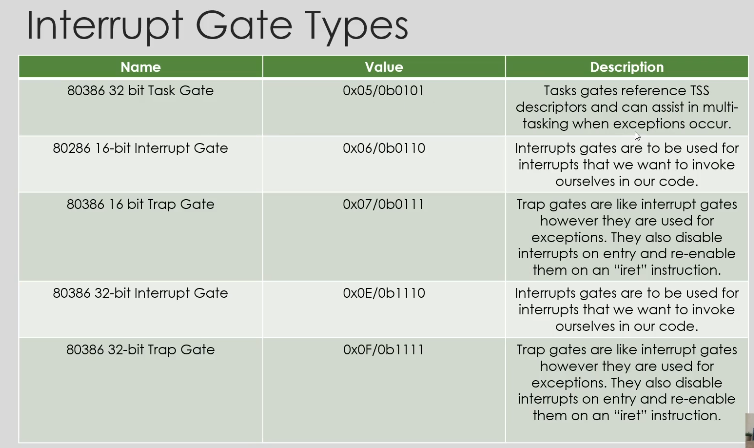 Interrupt Gate Types
Name Value Description
80386 32 bit Task Gate 0x05/0b0101 Tasks gates reference TSS
descriptors and can assist in multi-
tasking when exceptions occur.
80286 16-bit Interrupt Gate 0x06/0b0110 Interrupts gates are to be used for
interrupts that we want to invoke
ourselves in our code.
80386 16 bit Trap Gate 0x07/0b0111 Trap gates are like interrupt gates
however they are used for
exceptions. They also disable
interrupts on entry and re-enable
them on an “iret” instruction.
80386 32-bit Interrupt Gate 0x0E/0b1110 Interrupts gates are to be used for
interrupts that we want to invoke
ourselves in our code.
80386 32-bit Trap Gate 0x0F/0b1111 Trap gates are like interrupt gates
however they are used for
exceptions. They also disable
interrupts on entry and re-enable
them on an “iret” instruction.